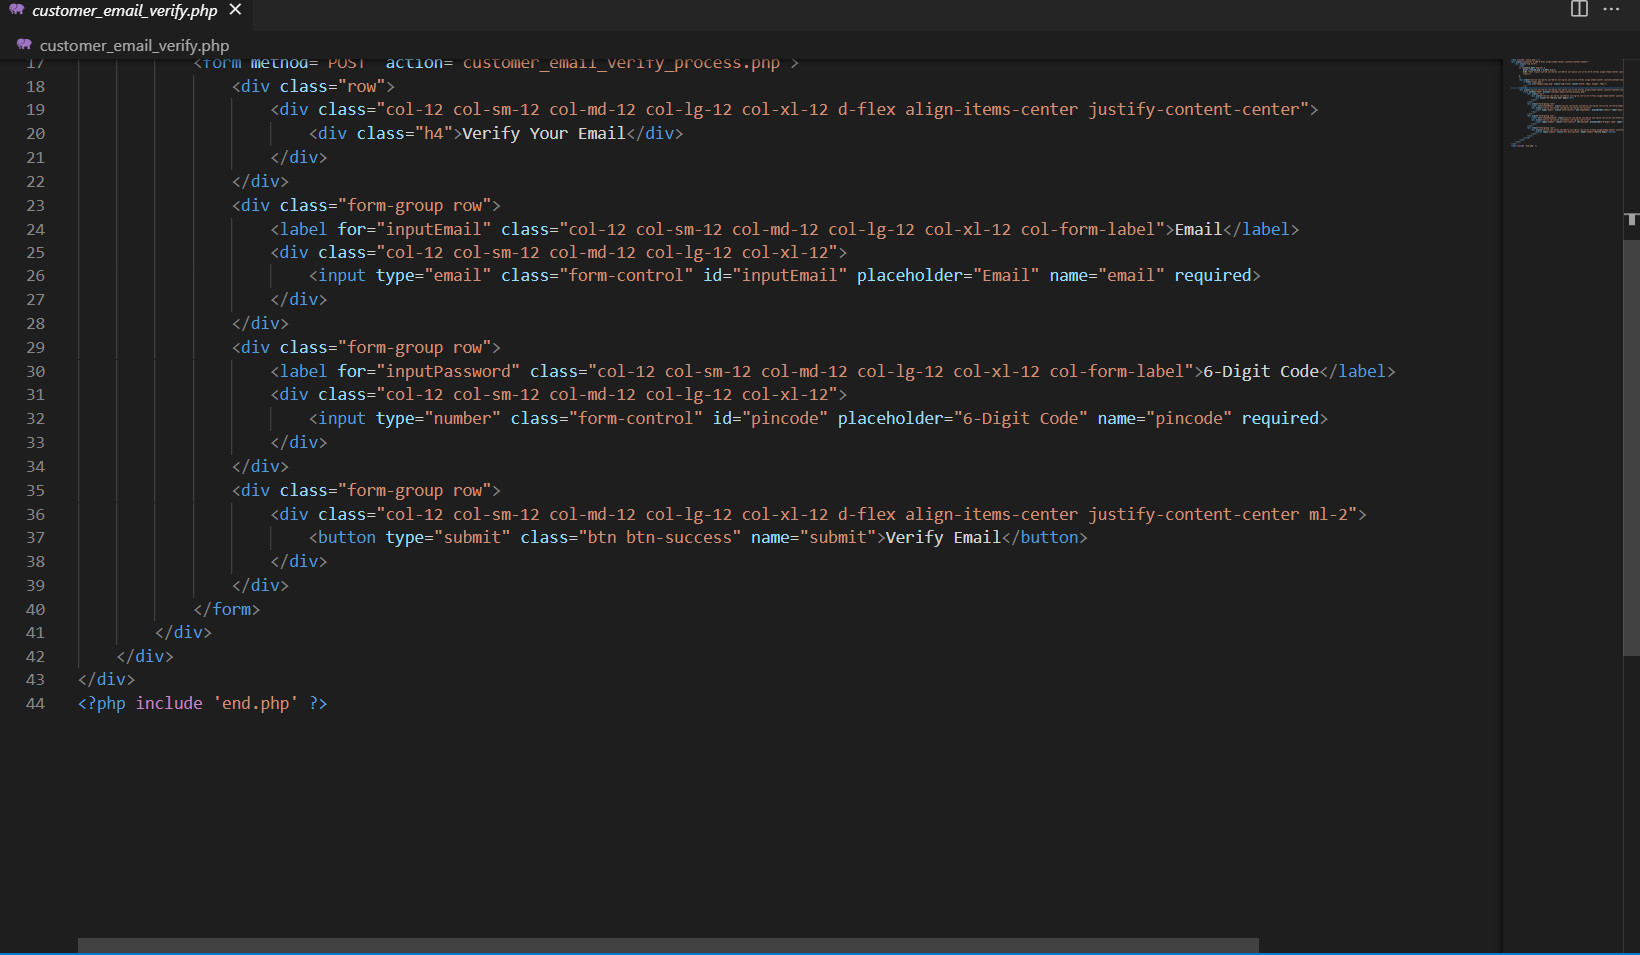 customer_email_verify.php
customer_email_verify.php
17 <form method="POST" action="customer_email_verify_process.php">
18 <div class="row">
19 <div class="col-12 col-sm-12 col-md-12 col-lg-12 col-xl-12 d-flex align-items-center justify-content-center">
20 <div class="h4">Verify Your Email</div>
21 </div>
22 </div>
23 <div class="form-group row">
24 <label for="inputEmail" class="col-12 col-sm-12 col-md-12 col-lg-12 col-xl-12 col-form-label">Email</label>
25 <div class="col-12 col-sm-12 col-md-12 col-lg-12 col-xl-12">
26 <input type="email" class="form-control" id="inputEmail" placeholder="Email" name="email" required>
27 </div>
28 </div>
29 <div class="form-group row">
30 <label for="inputPassword" class="col-12 col-sm-12 col-md-12 col-lg-12 col-xl-12 col-form-label">6-Digit Code</label>
31 <div class="col-12 col-sm-12 col-md-12 col-lg-12 col-xl-12">
32 <input type="number" class="form-control" id="pincode" placeholder="6-Digit Code" name="pincode" required>
33 </div>
34 </div>
35 <div class="form-group row">
36 <div class="col-12 col-sm-12 col-md-12 col-lg-12 col-xl-12 d-flex align-items-center justify-content-center ml-2">
37 <button type="submit" class="btn btn-success" name="submit">Verify Email</button>
38 </div>
39 </div>
40 </form>
41 </div>
42 </div>
43 </div>
44 <?php include 'end.php' ?>